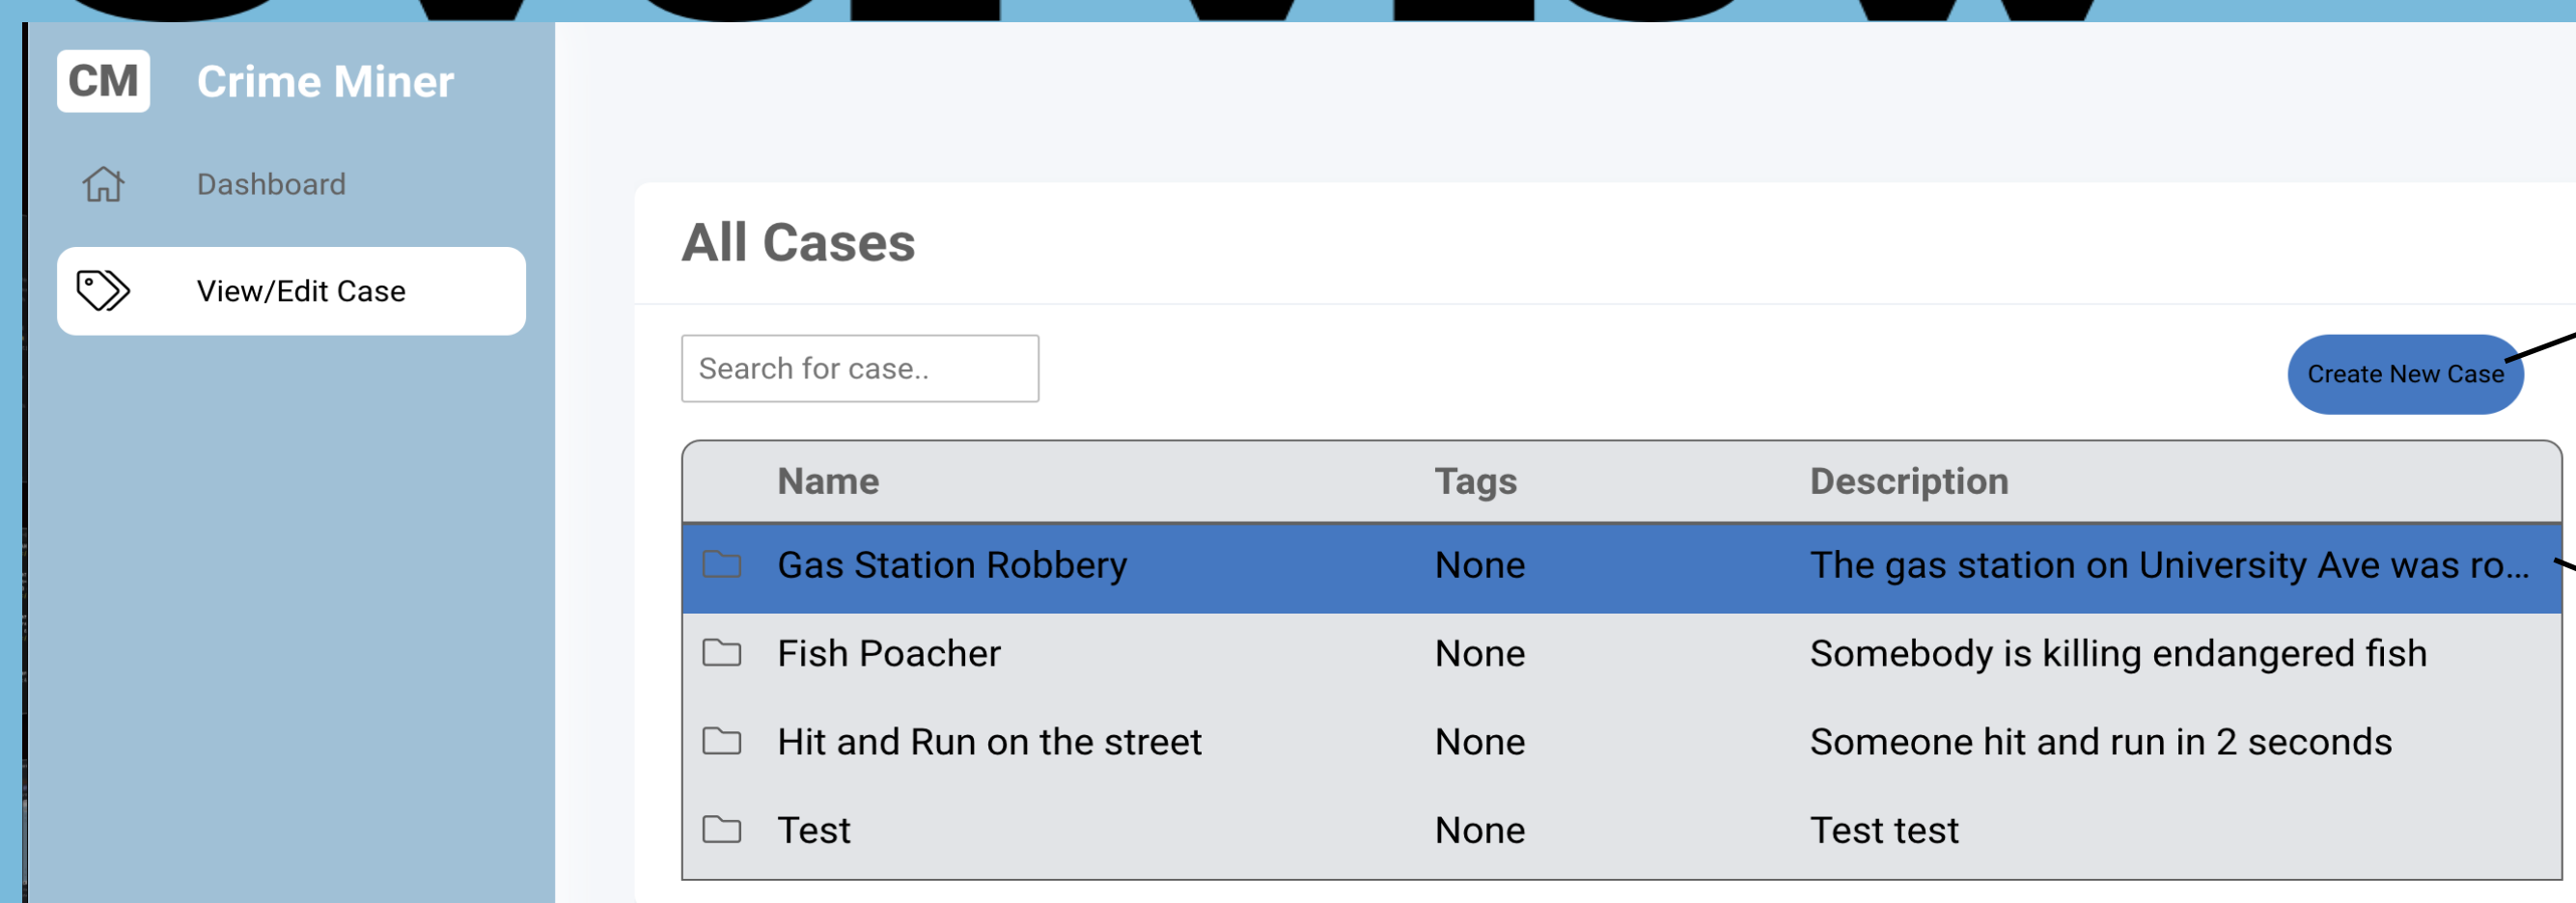 CM Crime Miner
Dashboard
View/Edit Case
All Cases
Search for case..
Create New Case
Name Tags Description
Gas Station Robbery None The gas station on University Ave was ro...
Fish Poacher None Somebody is killing endangered fish
Hit and Run on the street None Someone hit and run in 2 seconds
Test None Test test